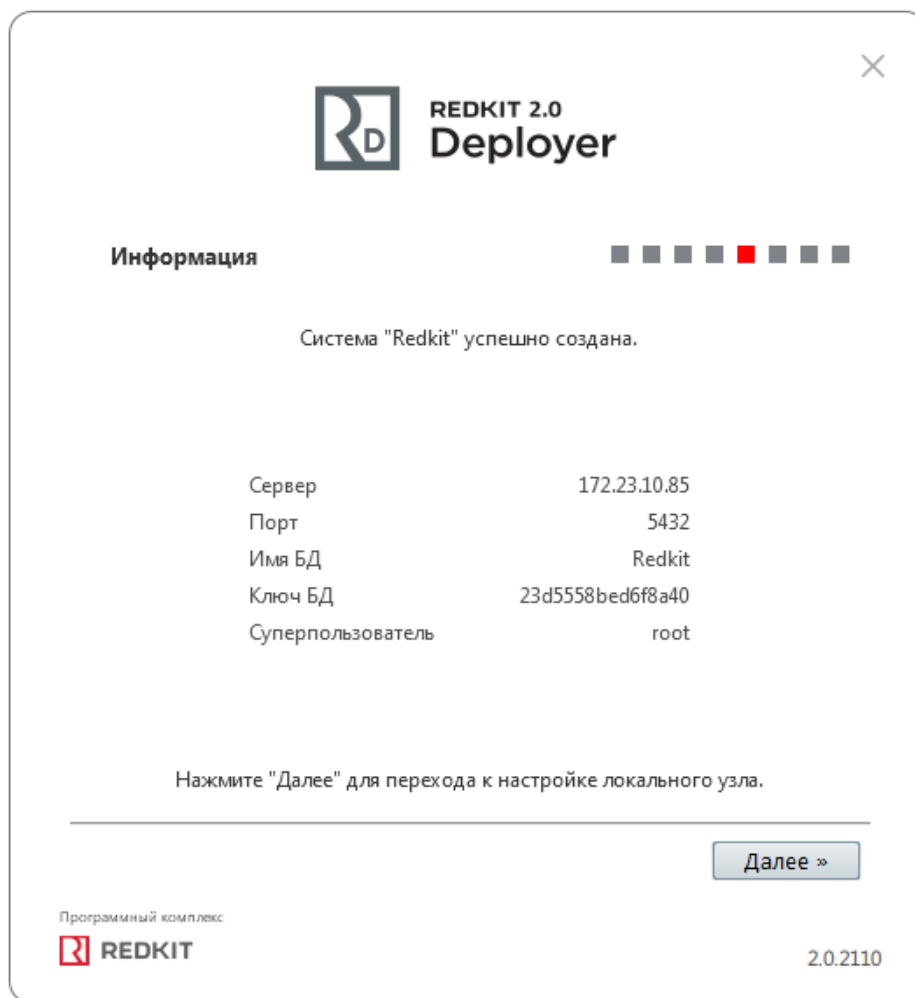 REDKIT 2.0
Deployer
Информация
Система "Redkit" успешно создана.
Сервер 172.23.10.85
Порт 5432
Имя БД Redkit
Ключ БД 23d5558bed6f8a40
Суперпользователь root
Нажмите "Далее" для перехода к настройке локального узла.
Далее »
Программный комплекс
REDKIT
2.0.2110